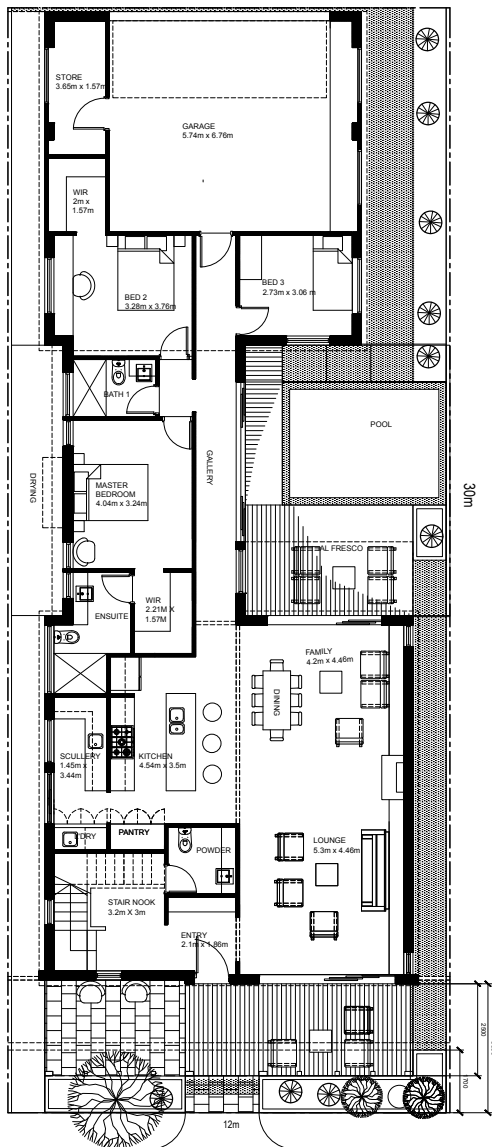 STORE
3.65m x 1.57m
GARAGE
5.74m x 6.76m
WIR
2m x
1.57m
BED 2
3.28m x 3.76m
BED 3
2.73m x 3.06 m
BATH 1
POOL
GALLERY
MASTER
BEDROOM
4.04m x 3.24m
DRYING
30m
AL FRESCO
WIR
2.21M X
1.57M
ENSUITE
FAMILY
4.2m x 4.46m
DINING
SCULLERY
1.45m x
3.44m
KITCHEN
4.54m x 3.5m
L'DRY
PANTRY
POWDER
LOUNGE
5.3m x 4.46m
STAIR NOOK
3.2m X 3m
ENTRY
2.1m x 1.86m
700
12m